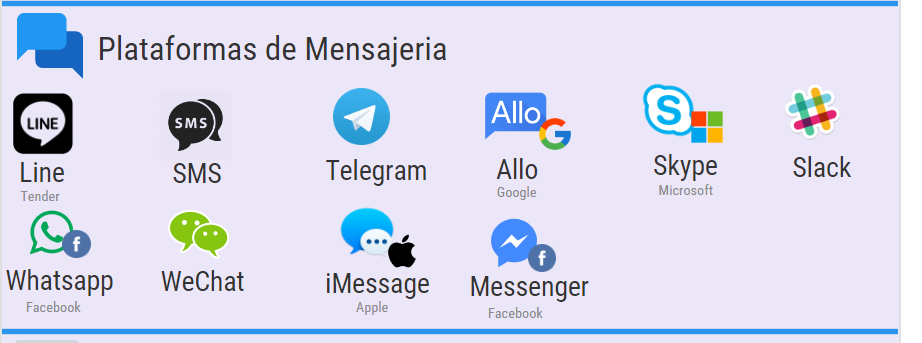 Plataformas de Mensajeria
LINE
SMS
Allo
Line
SMS
Telegram
Allo
Skype
Slack
Tender
Google
Microsoft
Whatsapp
WeChat
iMessage
Messenger
Facebook
Apple
Facebook